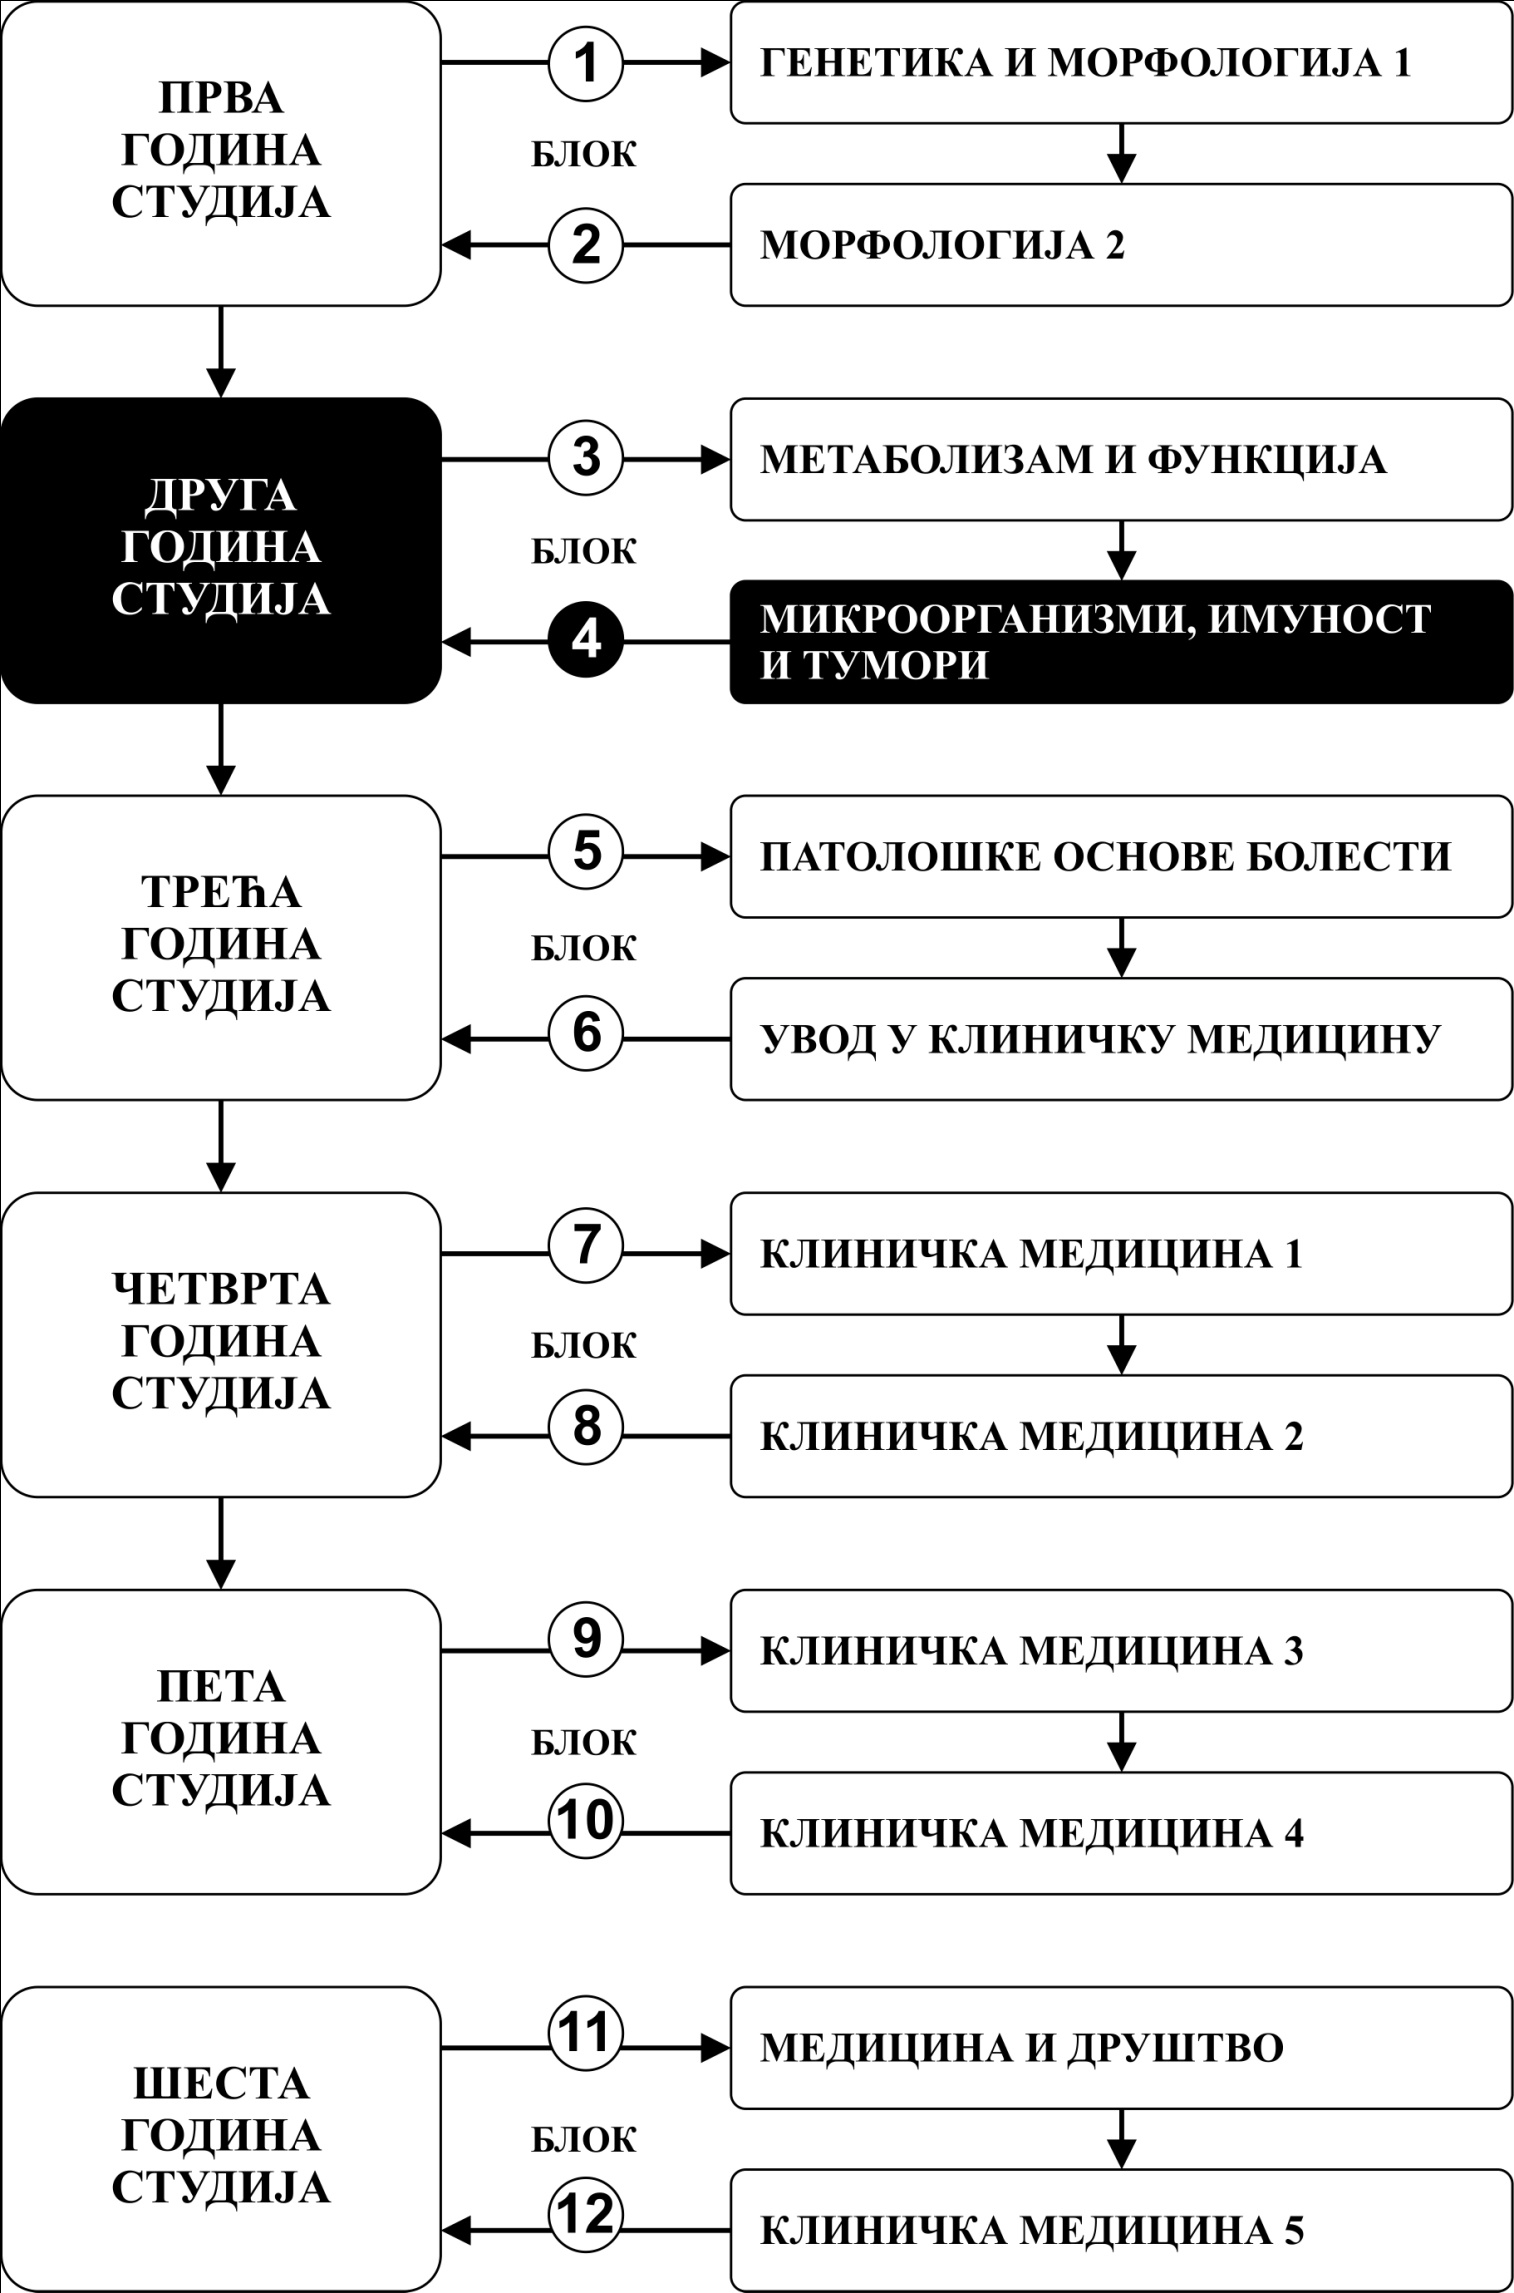 ПРВА
ГОДИНА
СТУДИЈА
1
ГЕНЕТИКА И МОРФОЛОГИЈА 1
БЛОК
2
МОРФОЛОГИЈА 2
ДРУГА
ГОДИНА
СТУДИЈА
3
МЕТАБОЛИЗАМ И ФУНКЦИЈА
БЛОК
4
МИКРООРГАНИЗМИ, ИМУНОСТ
И ТУМОРИ
ТРЕЋА
ГОДИНА
СТУДИЈА
5
ПАТОЛОШКЕ ОСНОВЕ БОЛЕСТИ
БЛОК
6
УВОД У КЛИНИЧКУ МЕДИЦИНУ
ЧЕТВРТА
ГОДИНА
СТУДИЈА
7
КЛИНИЧКА МЕДИЦИНА 1
БЛОК
8
КЛИНИЧКА МЕДИЦИНА 2
ПЕТА
ГОДИНА
СТУДИЈА
9
КЛИНИЧКА МЕДИЦИНА 3
БЛОК
10
КЛИНИЧКА МЕДИЦИНА 4
ШЕСТА
ГОДИНА
СТУДИЈА
11
МЕДИЦИНА И ДРУШТВО
БЛОК
12
КЛИНИЧКА МЕДИЦИНА 5